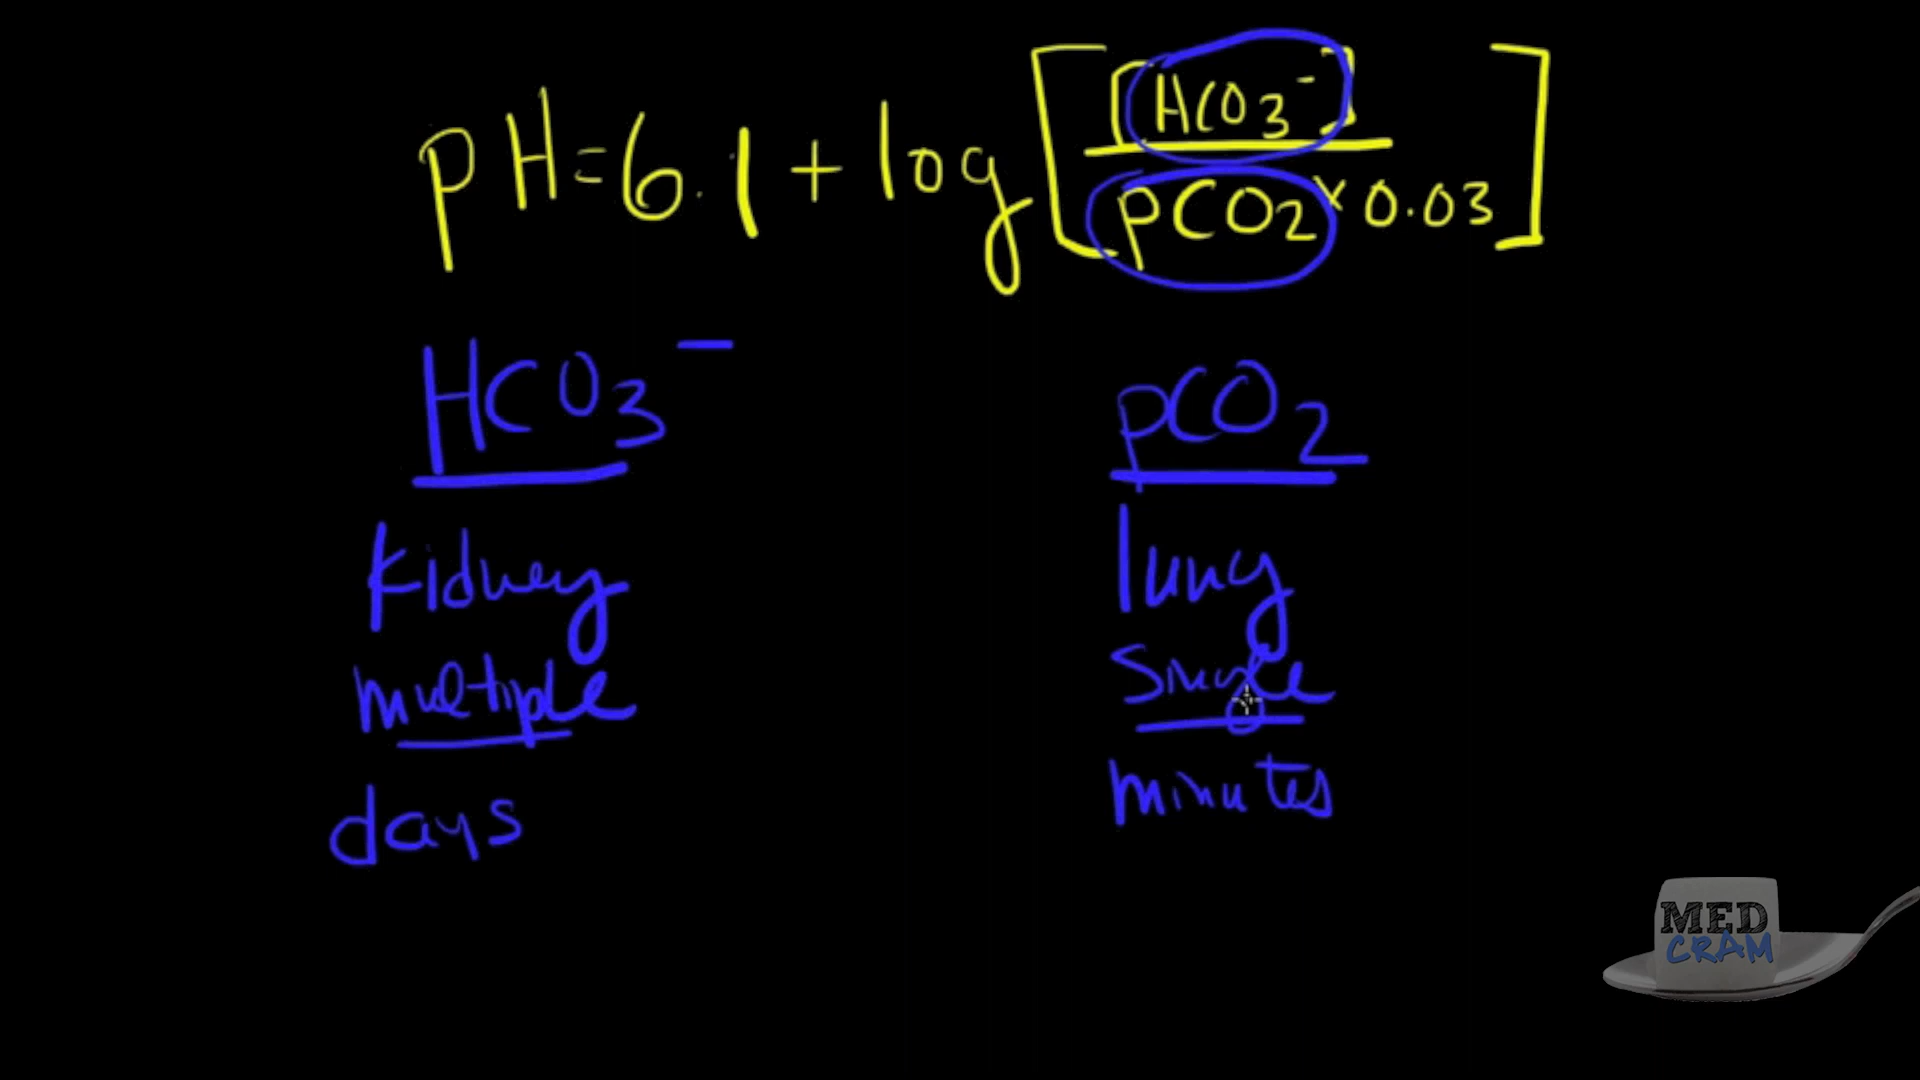 pH=6.1+log[[HCO3⁻]/pCO2×0.03]
HCO3⁻ pCO2
kidney lung
multiple single
days minutes
MED
CRAM